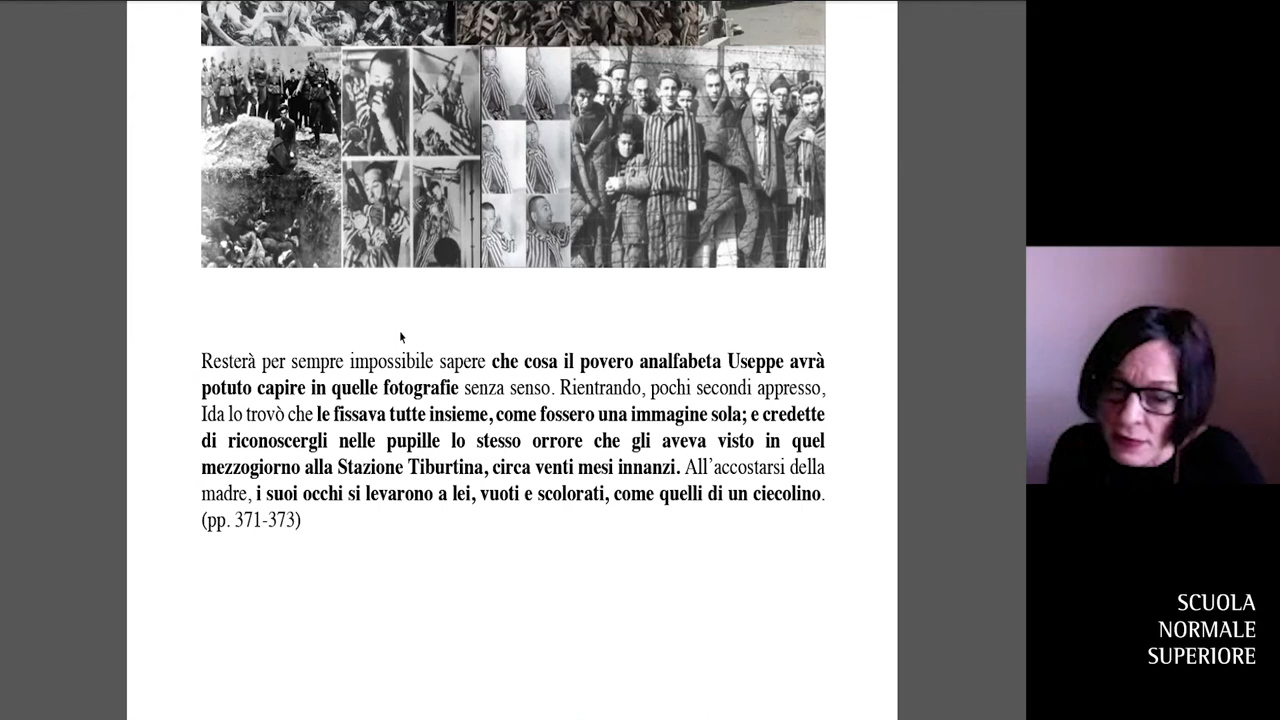 Resterà per sempre impossibile sapere che cosa il povero analfabeta Useppe avrà
potuto capire in quelle fotografie senza senso. Rientrando, pochi secondi appresso,
Ida lo trovò che le fissava tutte insieme, come fossero una immagine sola; e credette
di riconoscergli nelle pupille lo stesso orrore che gli aveva visto in quel
mezzogiorno alla Stazione Tiburtina, circa venti mesi innanzi. All’accostarsi della
madre, i suoi occhi si levarono a lei, vuoti e scolorati, come quelli di un ciecolino.
(pp. 371-373)
SCUOLA
NORMALE
SUPERIORE